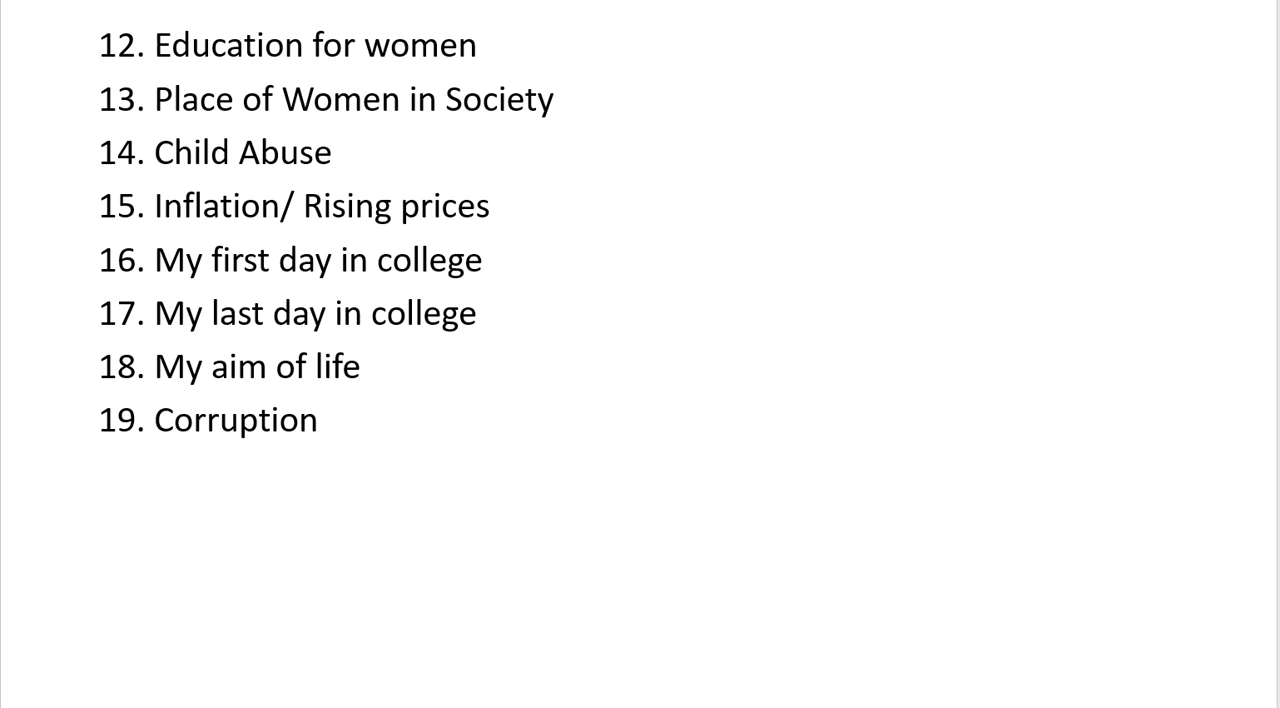 12. Education for women
13. Place of Women in Society
14. Child Abuse
15. Inflation/ Rising prices
16. My first day in college
17. My last day in college
18. My aim of life
19. Corruption